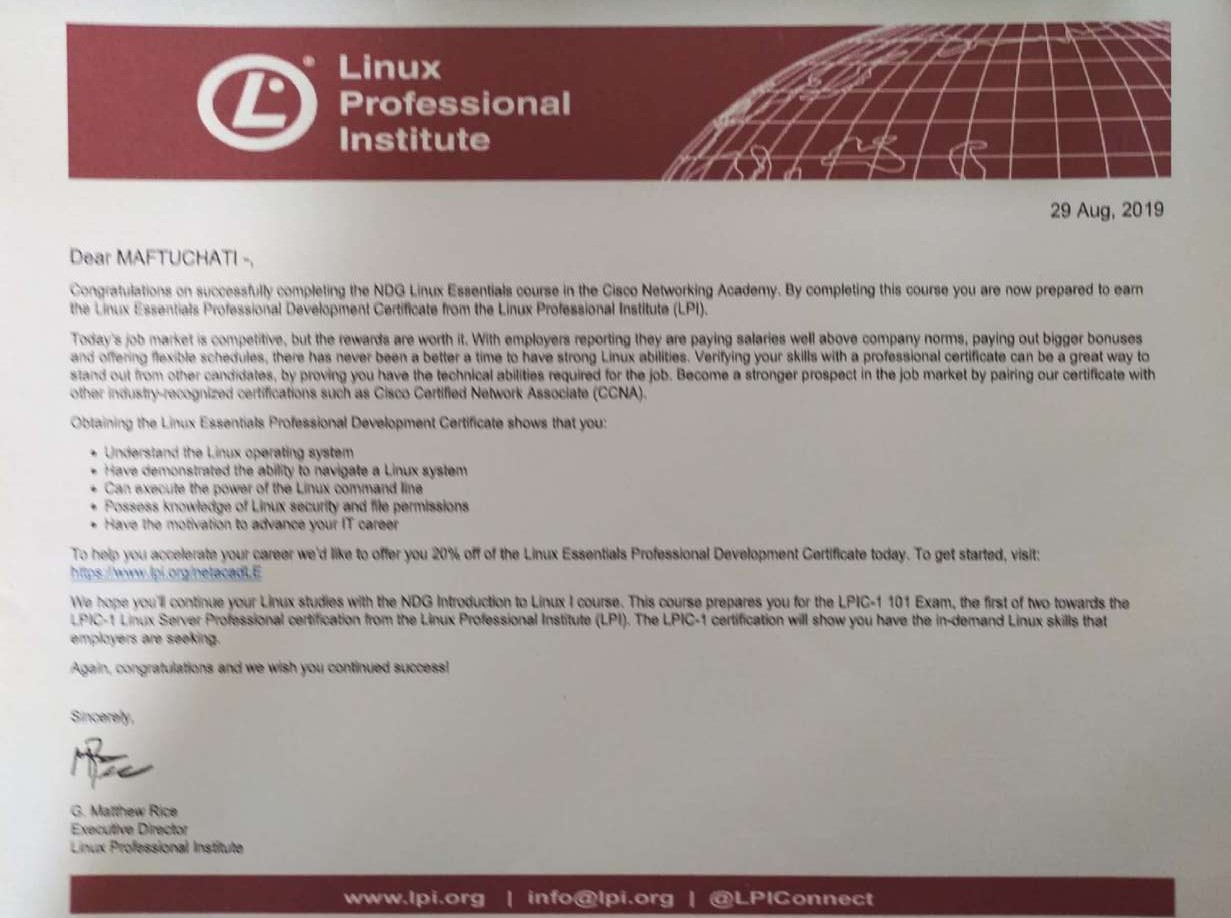 Linux
Professional
Institute
29 Aug, 2019
Dear MAFTUCHATI -,
Congratulations on successfully completing the NDG Linux Essentials course in the Cisco Networking Academy. By completing this course you are now prepared to earn
the Linux Essentials Professional Development Certificate from the Linux Professional Institute (LPI).
Today's job market is competitive, but the rewards are worth it. With employers reporting they are paying salaries well above company norms, paying out bigger bonuses
and offering flexible schedules, there has never been a better a time to have strong Linux abilities. Verifying your skills with a professional certificate can be a great way to
stand out from other candidates, by proving you have the technical abilities required for the job. Become a stronger prospect in the job market by pairing our certificate with
other industry-recognized certifications such as Cisco Certified Network Associate (CCNA).
Obtaining the Linux Essentials Professional Development Certificate shows that you:
• Understand the Linux operating system
• Have demonstrated the ability to navigate a Linux system
• Can execute the power of the Linux command line
• Possess knowledge of Linux security and file permissions
• Have the motivation to advance your IT career
To help you accelerate your career we'd like to offer you 20% off of the Linux Essentials Professional Development Certificate today. To get started, visit:
https://www.lpi.org/netacadLE
We hope you'll continue your Linux studies with the NDG Introduction to Linux I course. This course prepares you for the LPIC-1 101 Exam, the first of two towards the
LPIC-1 Linux Server Professional certification from the Linux Professional Institute (LPI). The LPIC-1 certification will show you have the in-demand Linux skills that
employers are seeking.
Again, congratulations and we wish you continued success!
Sincerely,
G. Matthew Rice
Executive Director
Linux Professional Institute
www.lpi.org | info@lpi.org | @LPIConnect